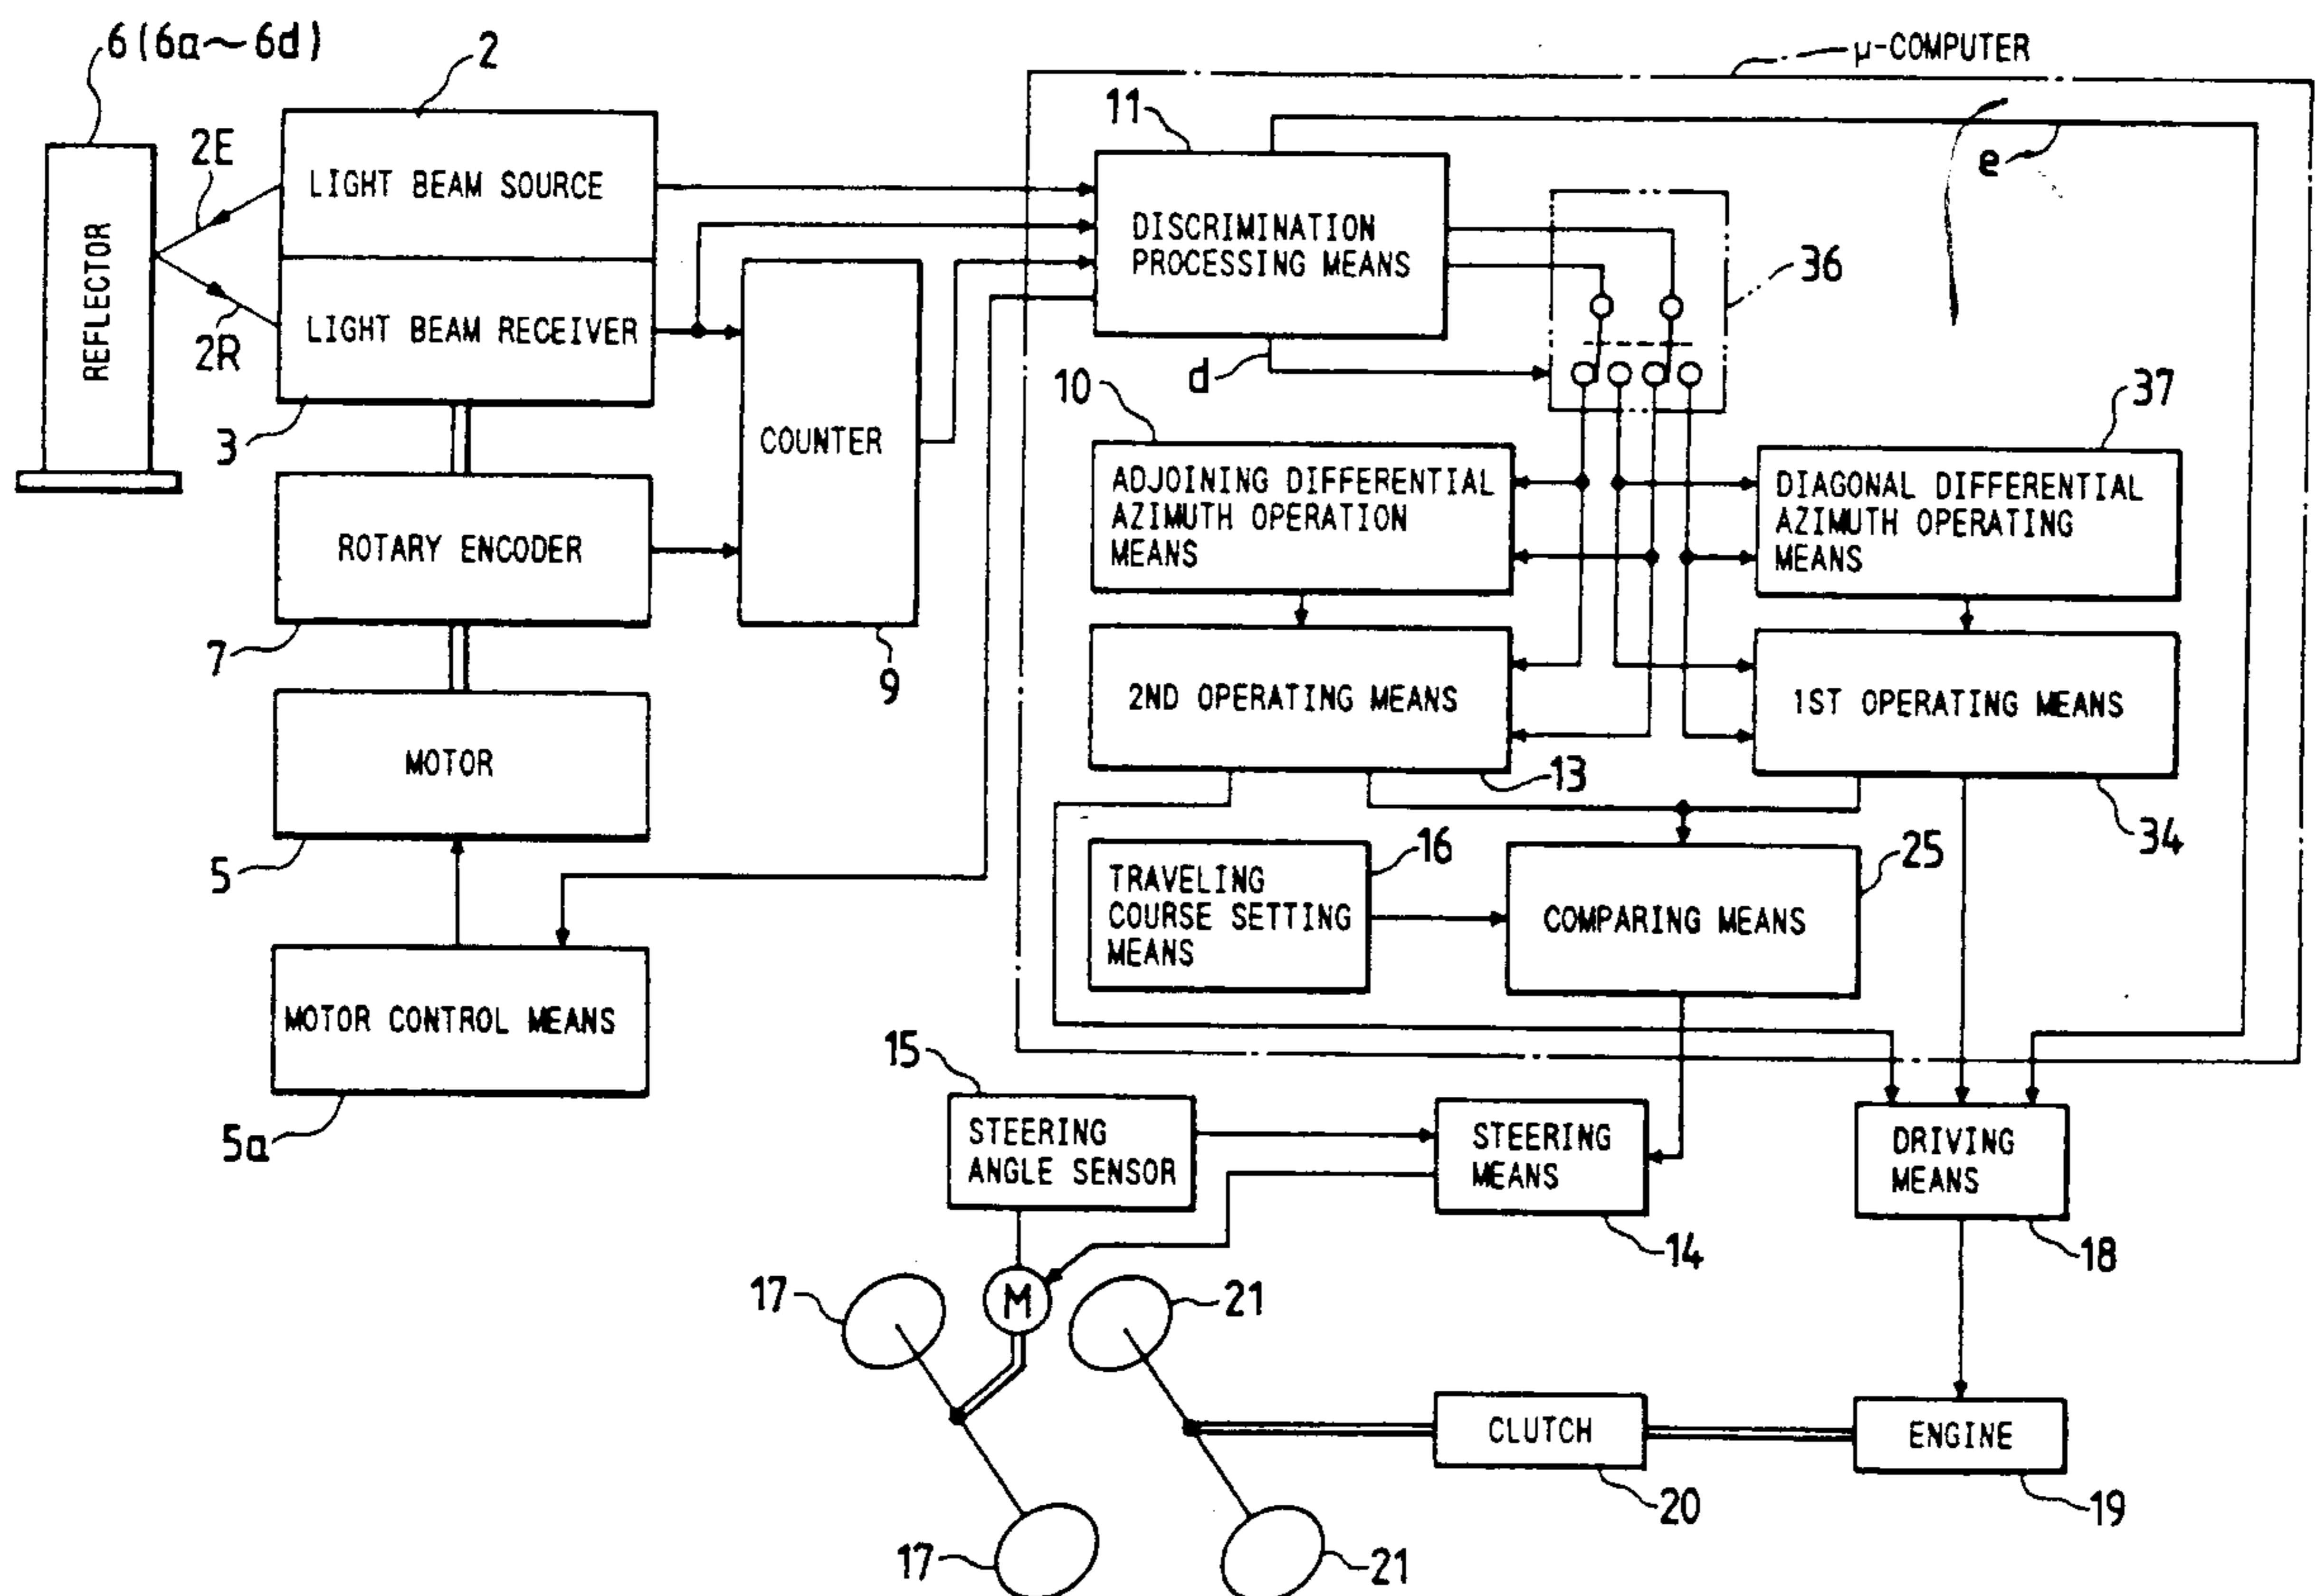 6 (6a~6d)
2
μ-COMPUTER
11
2E
LIGHT BEAM SOURCE
e
REFLECTOR
DISCRIMINATION
PROCESSING MEANS
36
LIGHT BEAM RECEIVER
2R
d
10
37
3
COUNTER
ADJOINING DIFFERENTIAL
AZIMUTH OPERATION
MEANS
DIAGONAL DIFFERENTIAL
AZIMUTH OPERATING
MEANS
ROTARY ENCODER
7
9
2ND OPERATING MEANS
1ST OPERATING MEANS
MOTOR
13
34
5
16
25
TRAVELING
COURSE SETTING
MEANS
COMPARING MEANS
MOTOR CONTROL MEANS
15
5a
STEERING
ANGLE SENSOR
STEERING
MEANS
DRIVING
MEANS
14
18
17
M
21
CLUTCH
ENGINE
20
19
17
21